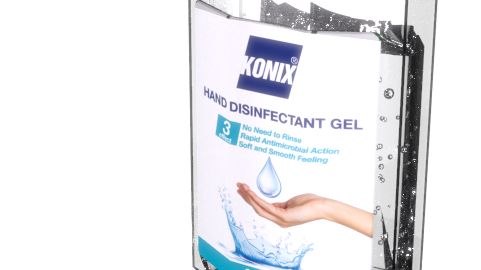 KONIX®
HAND DISINFECTANT GEL
3
No Need to Rinse
Rapid Antimicrobial Action
Soft and Smooth Feeling